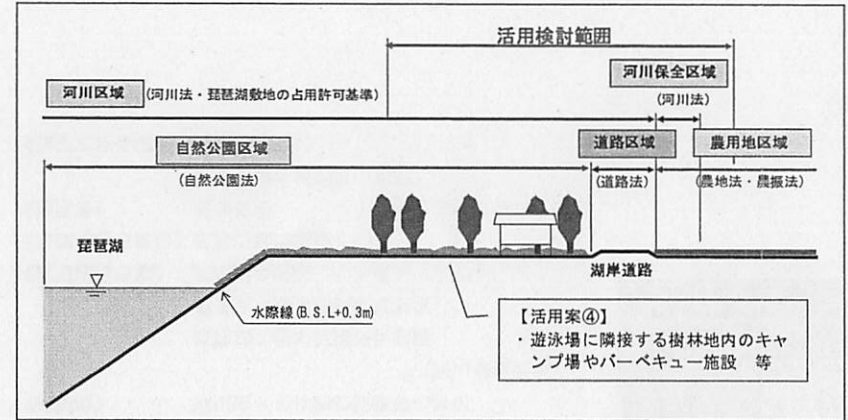 活用検討範囲
河川保全区域
(河川法)
河川区域
(河川法・琵琶湖敷地の占用許可基準)
自然公園区域
(自然公園法)
道路区域
(道路法)
農用地区域
(農地法・農振法)
琵琶湖
湖岸道路
水際線(B.S.L+0.3m)
【活用案④】
・遊泳場に隣接する樹林地内のキャ
ンプ場やバーベキュー施設 等